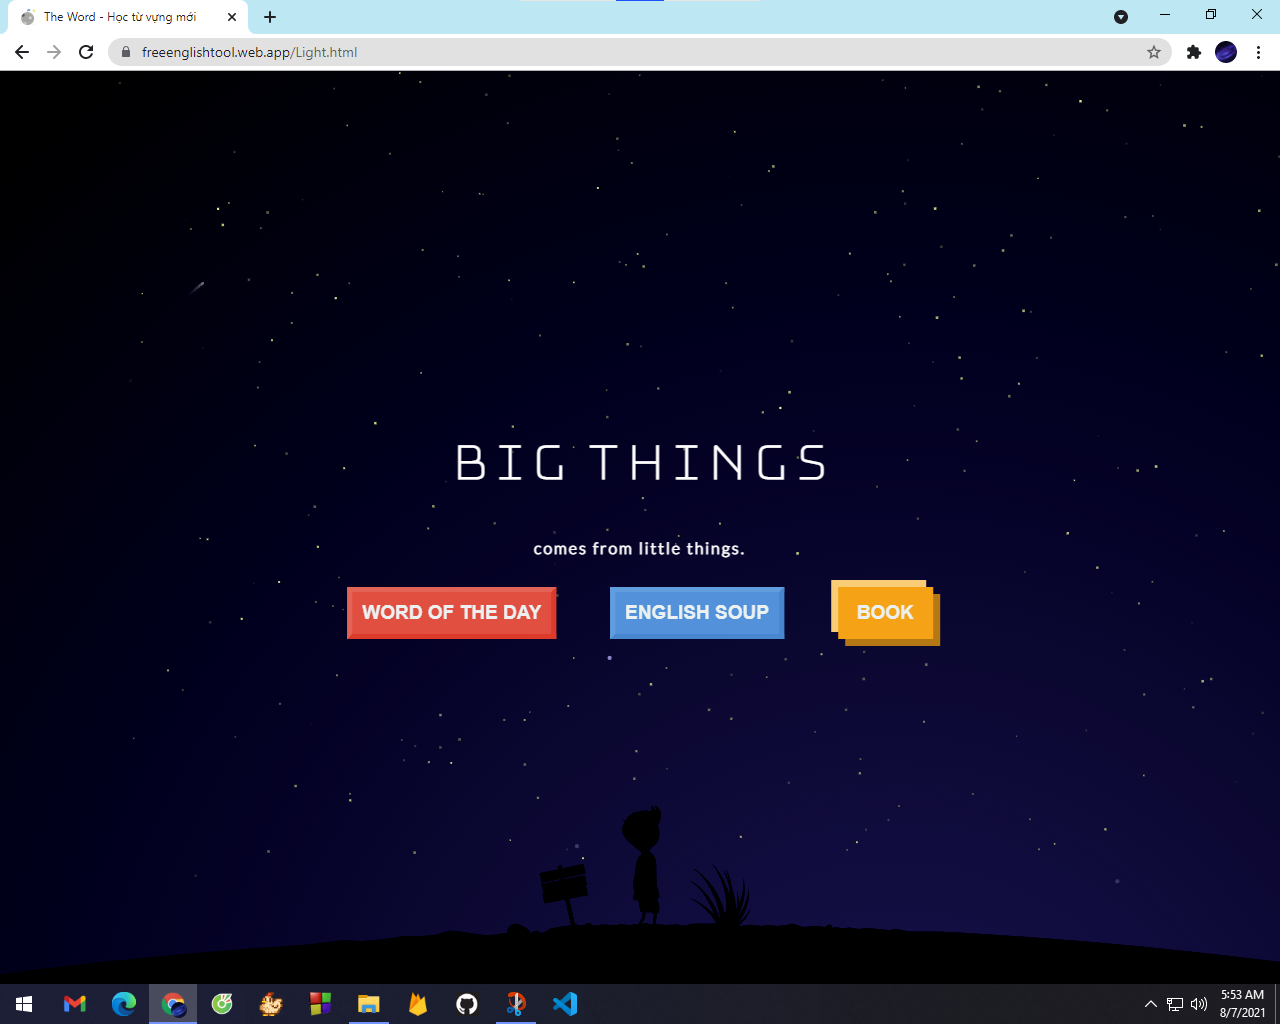 The Word - Học từ vựng mới
freeenglishtool.web.app/Light.html
BIG THINGS
comes from little things.
WORD OF THE DAY
ENGLISH SOUP
BOOK
5:53 AM
8/7/2021